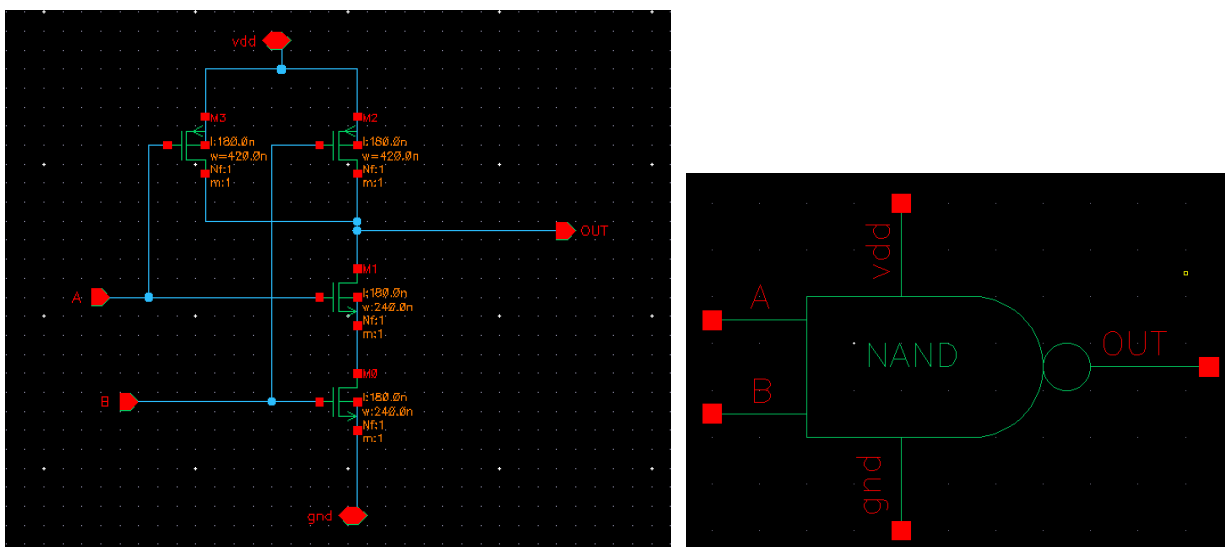 vdd
M3
l:180.0n
w=420.0n
Nf:1
m:1
M2
l:180.0n
w=420.0n
Nf:1
m:1
OUT
A
M1
l:180.0n
w:240.0n
Nf:1
m:1
B
M0
l:180.0n
w:240.0n
Nf:1
m:1
gnd
vdd
A
NAND
OUT
B
gnd